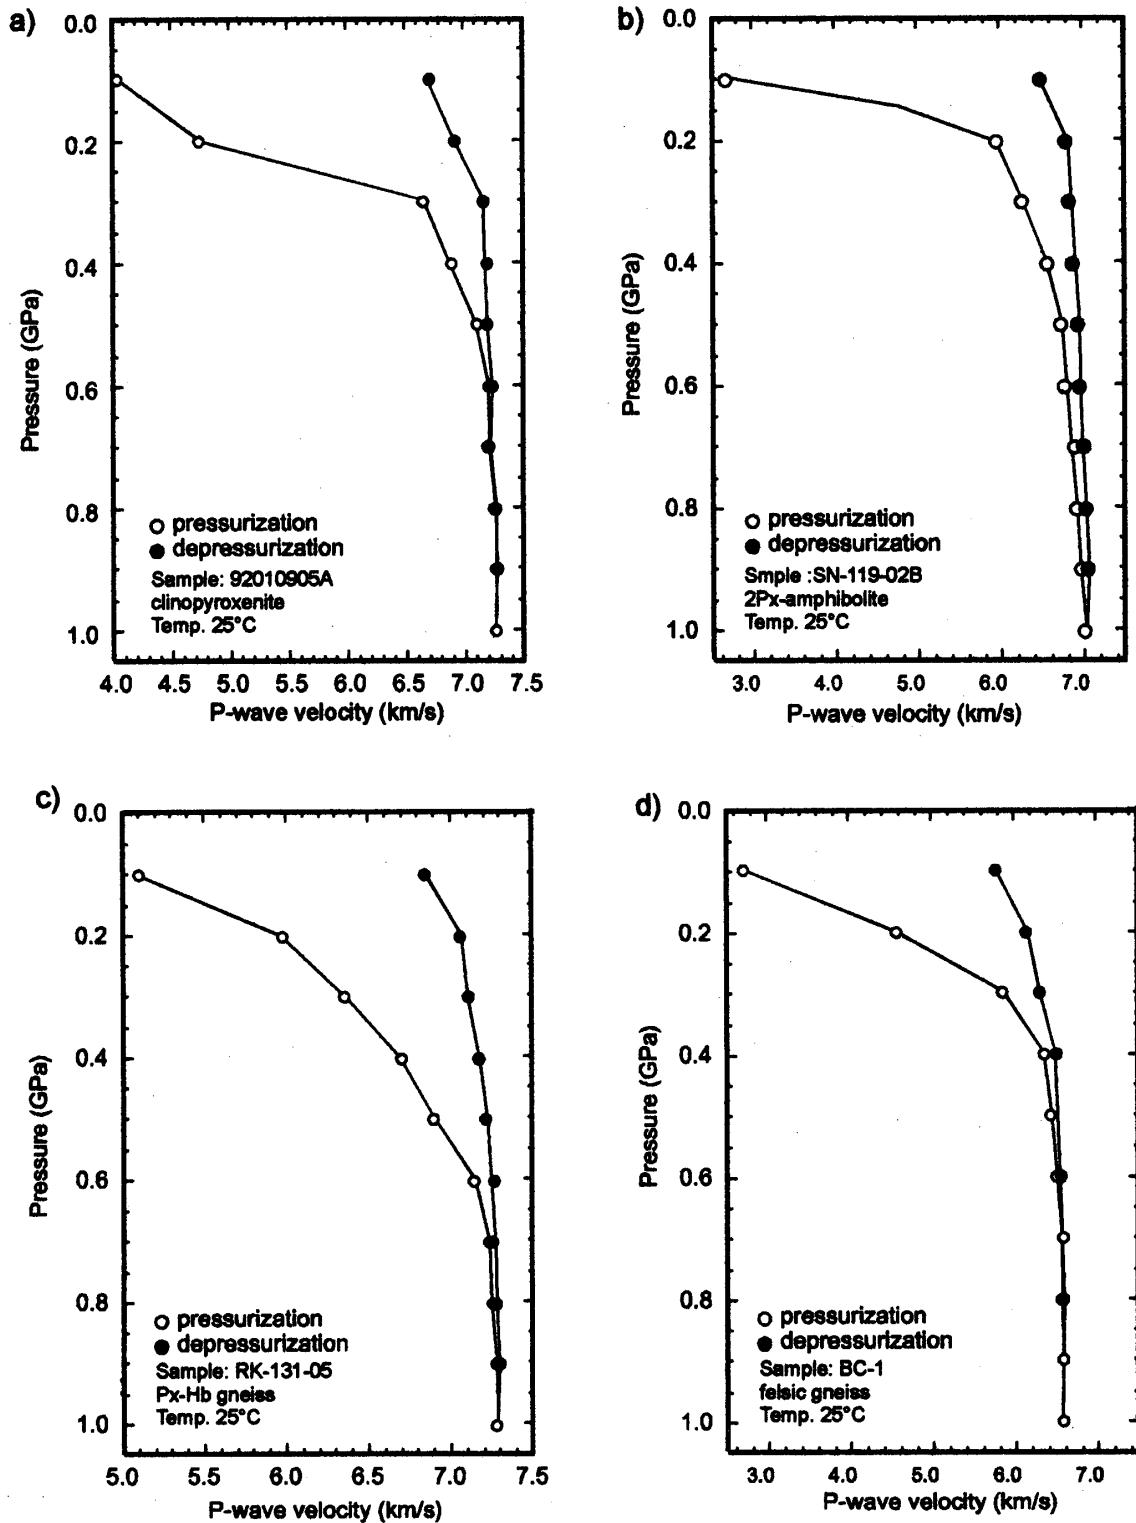 a)
0.0
0.2
0.4
0.6
0.8
1.0
Pressure (GPa)
pressurization
depressurization
Sample: 92010905A
clinopyroxenite
Temp. 25°C
4.0 4.5 5.0 5.5 6.0 6.5 7.0 7.5
P-wave velocity (km/s)
b)
0.0
0.2
0.4
0.6
0.8
1.0
Pressure (GPa)
pressurization
depressurization
Smple :SN-119-02B
2Px-amphibolite
Temp. 25°C
3.0 4.0 5.0 6.0 7.0
P-wave velocity (km/s)
c)
0.0
0.2
0.4
0.6
0.8
1.0
Pressure (GPa)
pressurization
depressurization
Sample: RK-131-05
Px-Hb gneiss
Temp. 25°C
5.0 5.5 6.0 6.5 7.0 7.5
P-wave velocity (km/s)
d)
0.0
0.2
0.4
0.6
0.8
1.0
Pressure (GPa)
pressurization
depressurization
Sample: BC-1
felsic gneiss
Temp. 25°C
3.0 4.0 5.0 6.0 7.0
P-wave velocity (km/s)